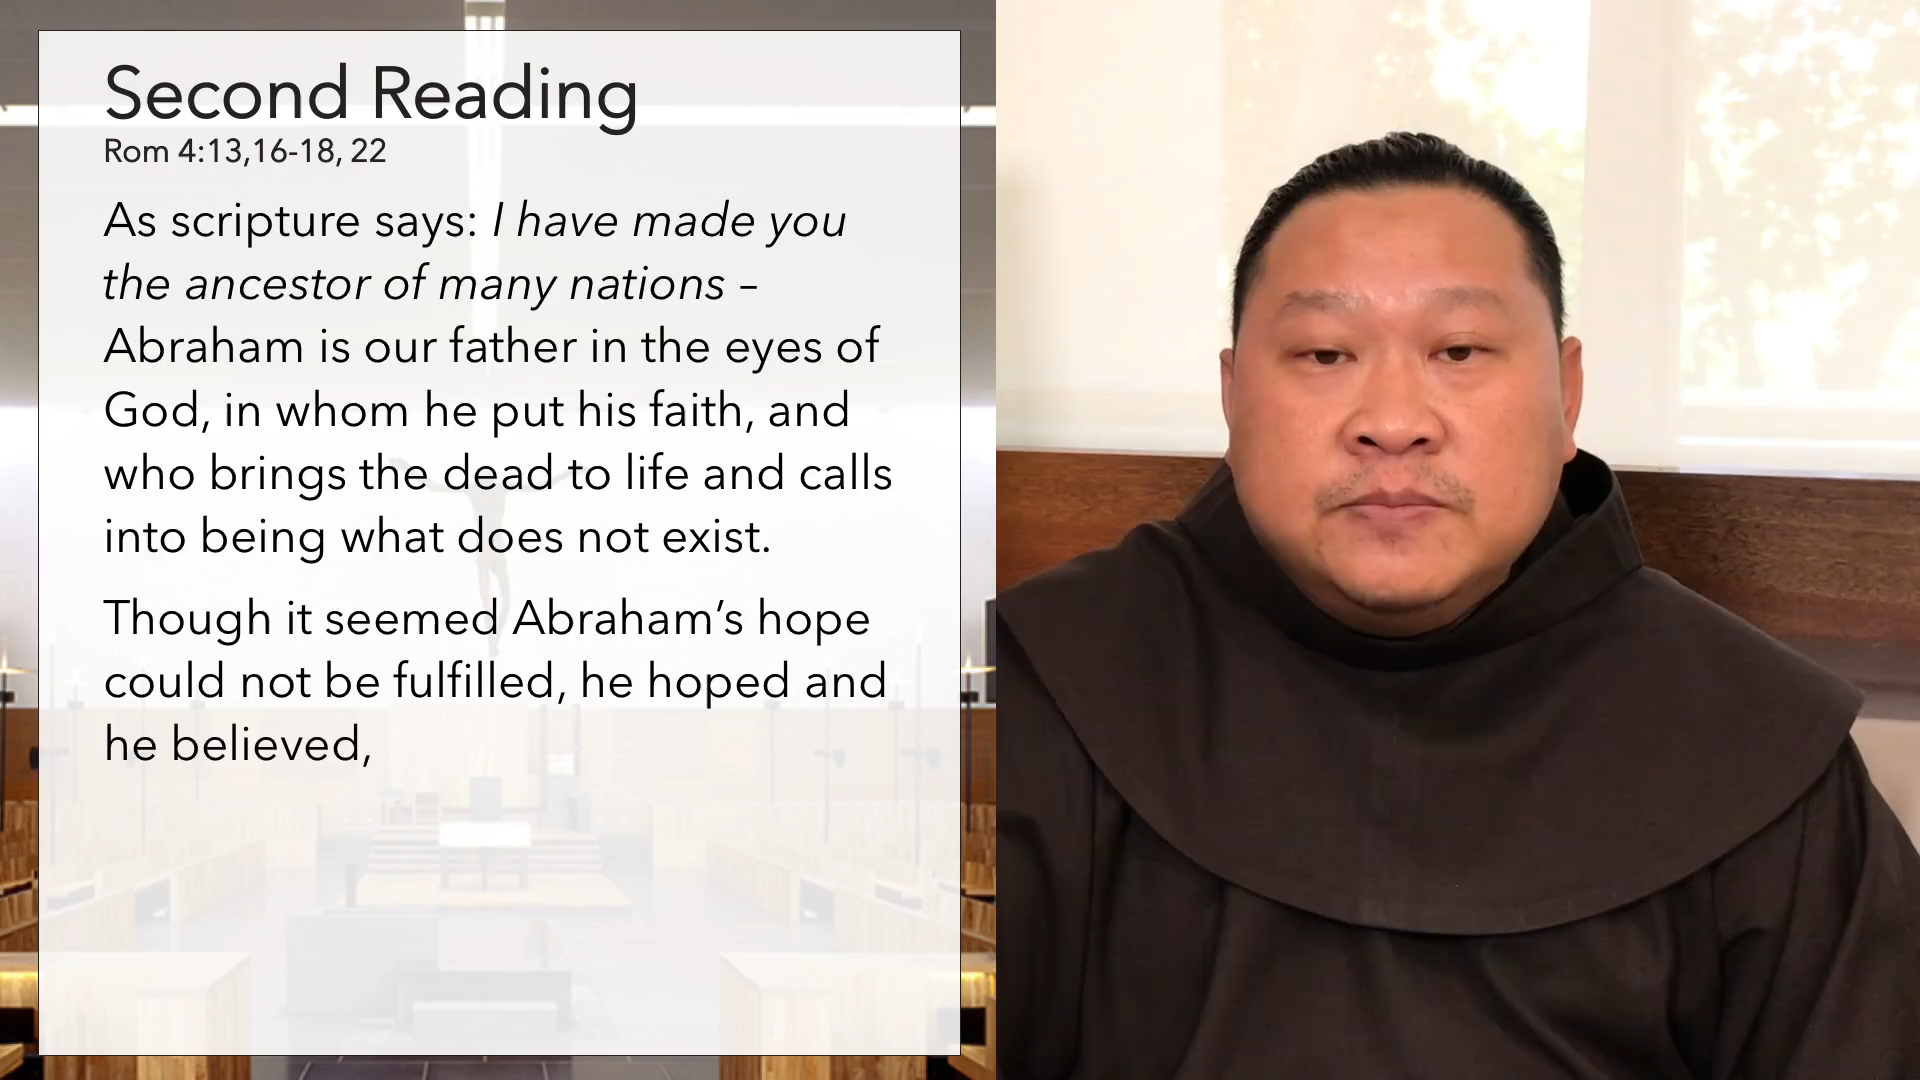 Second Reading
Rom 4:13,16-18, 22
As scripture says: I have made you
the ancestor of many nations –
Abraham is our father in the eyes of
God, in whom he put his faith, and
who brings the dead to life and calls
into being what does not exist.
Though it seemed Abraham’s hope
could not be fulfilled, he hoped and
he believed,